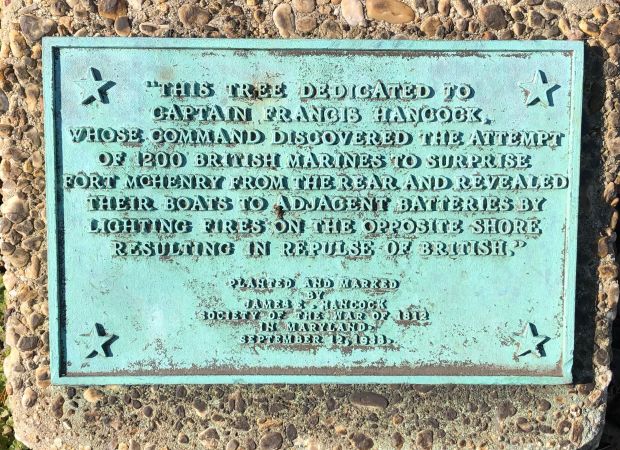 "THIS TREE DEDICATED TO
CAPTAIN FRANCIS HANCOCK,
WHOSE COMMAND DISCOVERED THE ATTEMPT
OF 1200 BRITISH MARINES TO SURPRISE
FORT McHENRY FROM THE REAR AND REVEALED
THEIR BOATS TO ADJACENT BATTERIES BY
LIGHTING FIRES ON THE OPPOSITE SHORE
RESULTING IN REPULSE OF BRITISH."
PLANTED AND MARKED
BY
JAMES E. HANCOCK
SOCIETY OF THE WAR OF 1812
IN MARYLAND.
SEPTEMBER 12,